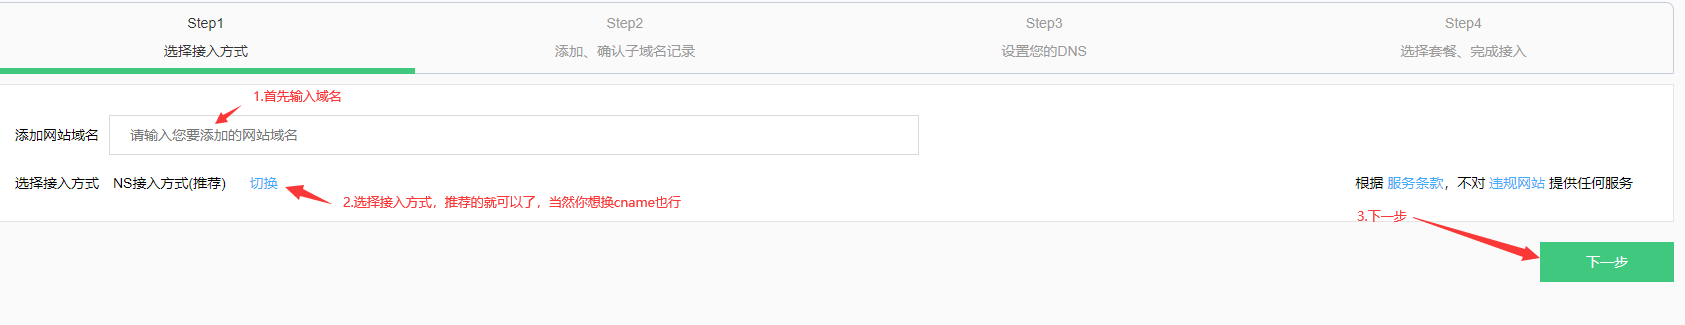 Step1
Step2
Step3
Step4
选择接入方式
添加、确认子域名记录
设置您的DNS
选择套餐、完成接入
1.首先输入域名
添加网站域名
请输入您要添加的网站域名
选择接入方式 NS接入方式(推荐) 切换
根据 服务条款，不对 违规网站 提供任何服务
2.选择接入方式，推荐的就可以了，当然你想换cname也行
3.下一步
下一步